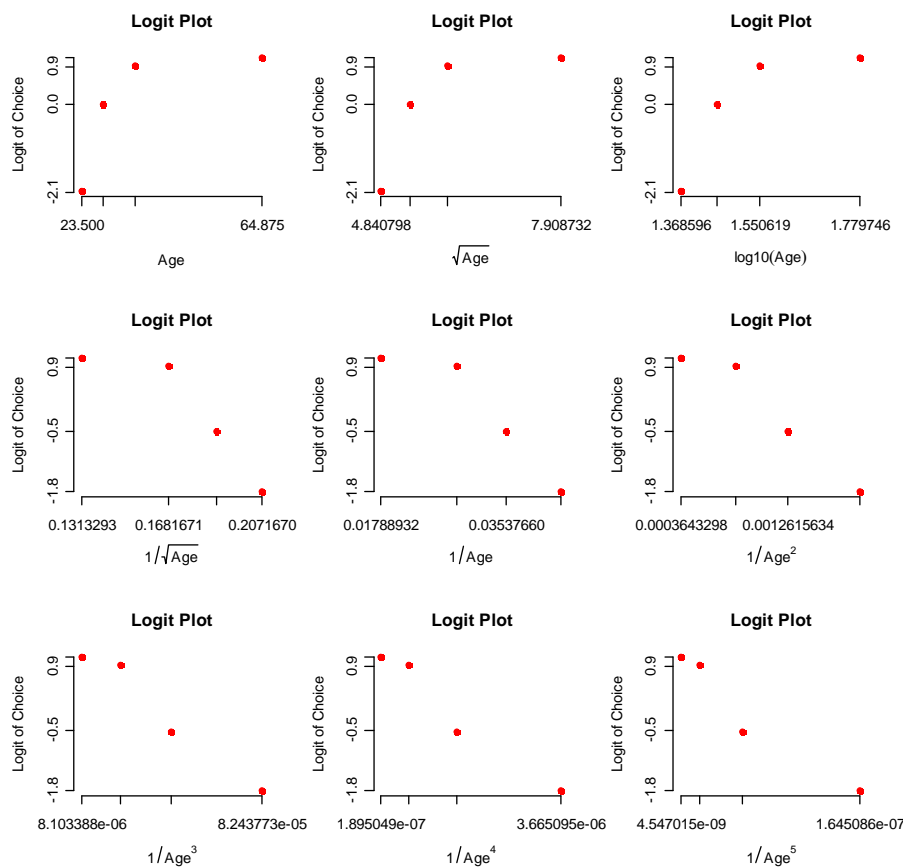 Logit Plot Logit Plot Logit Plot
Logit of Choice Logit of Choice Logit of Choice
0.9 0.9 0.9
0.0 0.0 0.0
-2.1 -2.1 -2.1
23.500 64.875 4.840798 7.908732 1.368596 1.550619 1.779746
Age √Age log10(Age)
Logit Plot Logit Plot Logit Plot
Logit of Choice Logit of Choice Logit of Choice
0.9 0.9 0.9
-0.5 -0.5 -0.5
-1.8 -1.8 -1.8
0.1313293 0.1681671 0.2071670 0.01788932 0.03537660 0.0003643298 0.0012615634
1/√Age 1/Age 1/Age²
Logit Plot Logit Plot Logit Plot
Logit of Choice Logit of Choice Logit of Choice
0.9 0.9 0.9
-0.5 -0.5 -0.5
-1.8 -1.8 -1.8
8.103388e-06 8.243773e-05 1.895049e-07 3.665095e-06 4.547015e-09 1.645086e-07
1/Age³ 1/Age⁴ 1/Age⁵